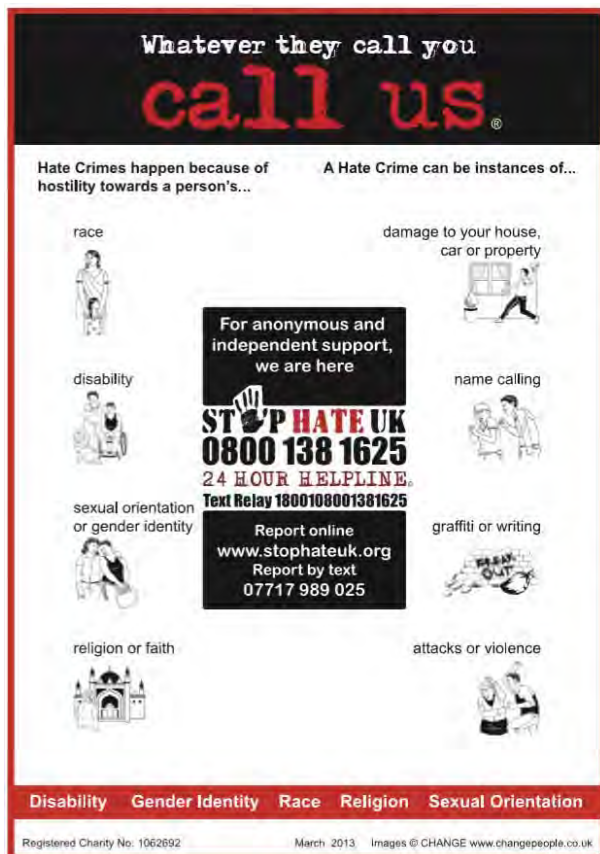 Whatever they call you
call us®
Hate Crimes happen because of
hostility towards a person's...
race
disability
sexual orientation
or gender identity
religion or faith
A Hate Crime can be instances of...
damage to your house,
car or property
name calling
graffiti or writing
FREAK
OUT
attacks or violence
For anonymous and
independent support,
we are here
STOP HATE UK
0800 138 1625
24 HOUR HELPLINE®
Text Relay 1800108001381625
Report online
www.stophateuk.org
Report by text
07717 989 025
Disability Gender Identity Race Religion Sexual Orientation
Registered Charity No: 1062692 March 2013 Images © CHANGE www.changepeople.co.uk